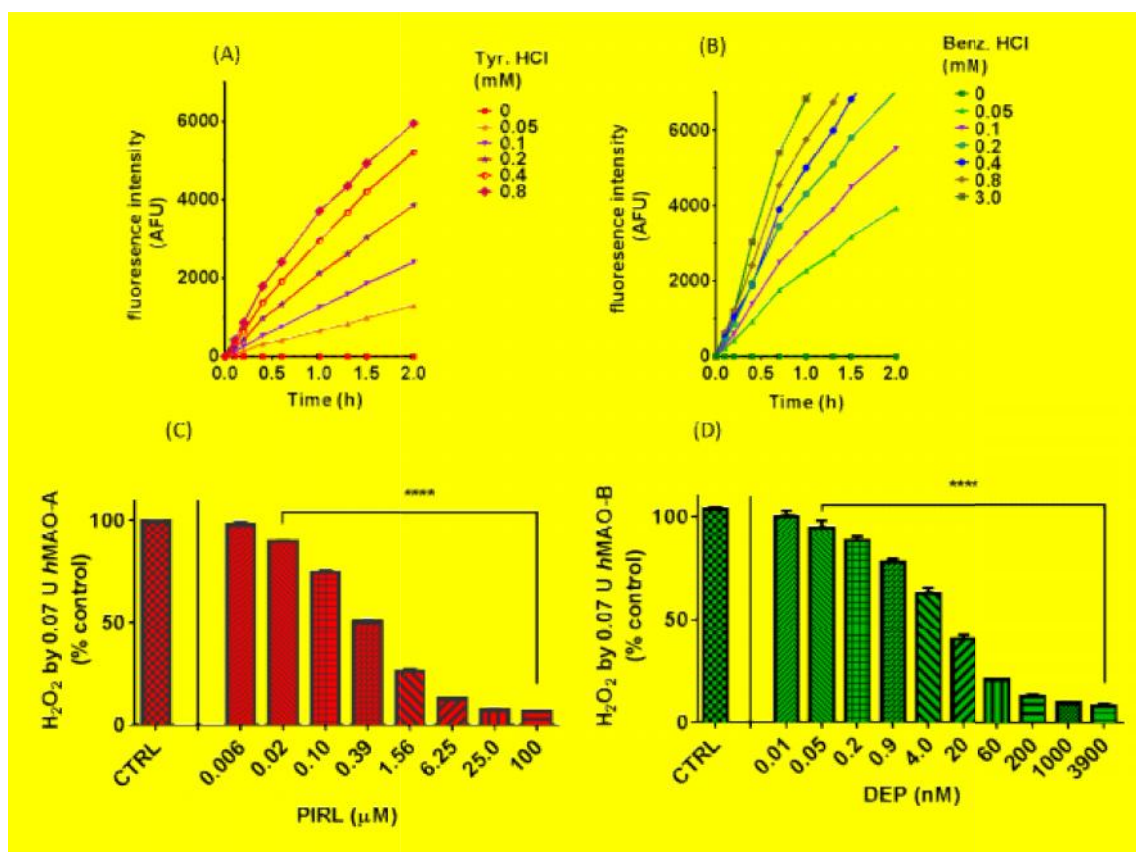 (A)
Tyr. HCl
(mM)
0
0.05
0.1
0.2
0.4
0.8
fluoresence intensity
(AFU)
6000
4000
2000
0
0.0 0.5 1.0 1.5 2.0
Time (h)
(B)
Benz. HCl
(mM)
0
0.05
0.1
0.2
0.4
0.8
3.0
fluoresence intensity
(AFU)
6000
4000
2000
0
0.0 0.5 1.0 1.5 2.0
Time (h)
(C)
****
H₂O₂ by 0.07 U hMAO-A
(% control)
100
50
0
CTRL 0.006 0.02 0.10 0.39 1.56 6.25 25.0 100
PIRL (μM)
(D)
****
H₂O₂ by 0.07 U hMAO-B
(% control)
100
50
0
CTRL 0.01 0.05 0.2 0.9 4.0 20 60 200 1000 3900
DEP (nM)